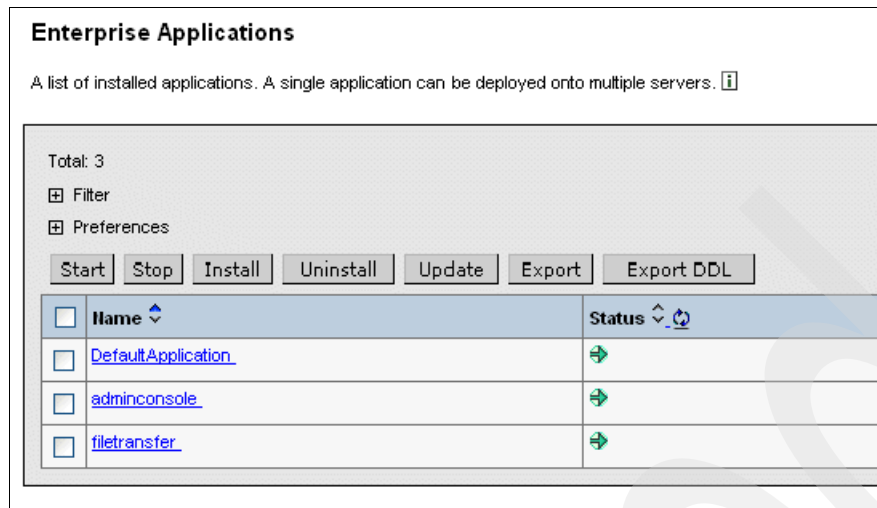 Enterprise Applications
A list of installed applications. A single application can be deployed onto multiple servers. i
Total: 3
Filter
Preferences
Start Stop Install Uninstall Update Export Export DDL
Name Status
DefaultApplication
adminconsole
filetransfer